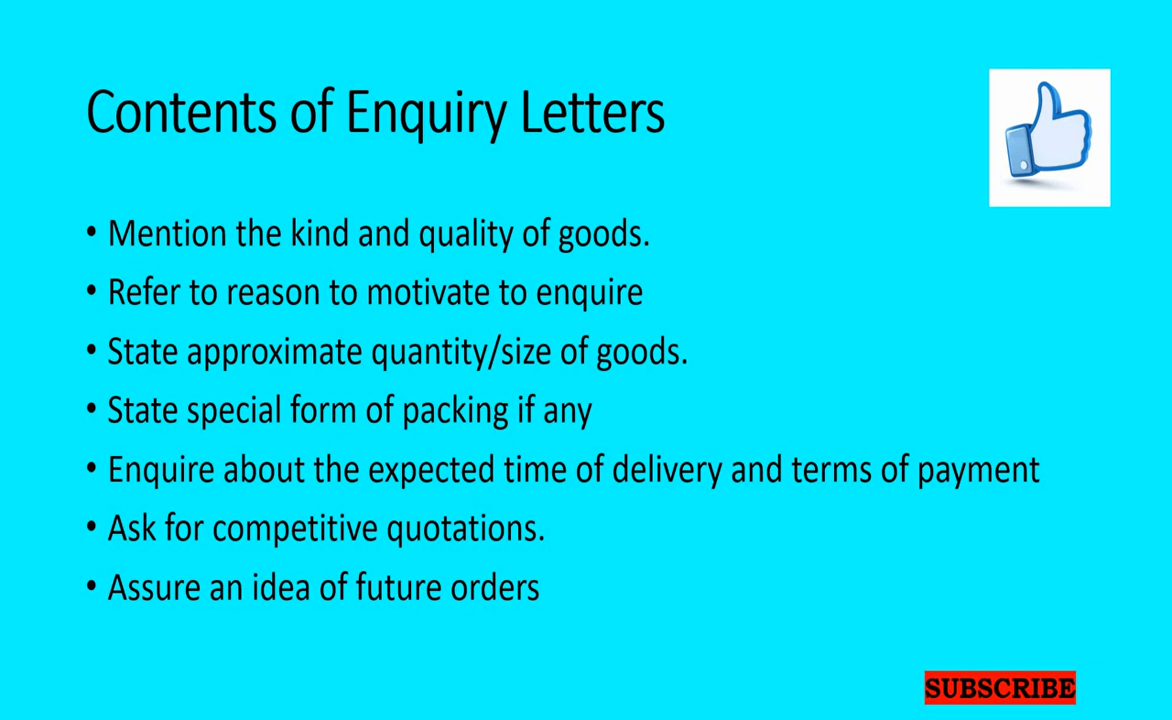 Contents of Enquiry Letters
• Mention the kind and quality of goods.
• Refer to reason to motivate to enquire
• State approximate quantity/size of goods.
• State special form of packing if any
• Enquire about the expected time of delivery and terms of payment
• Ask for competitive quotations.
• Assure an idea of future orders
SUBSCRIBE